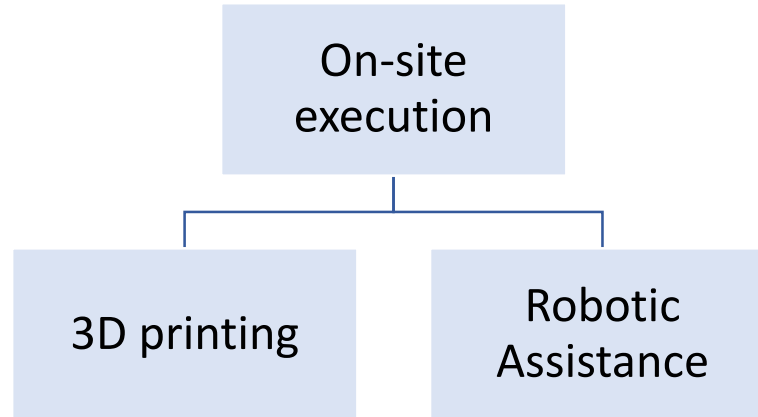 On-site
execution
3D printing
Robotic
Assistance